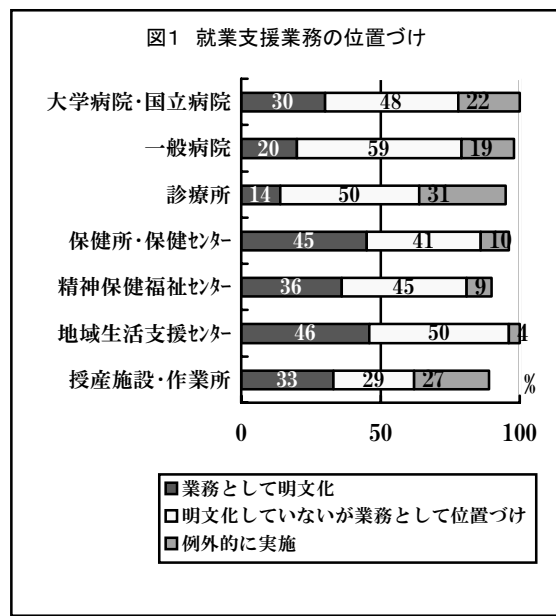 図1 就業支援業務の位置づけ
大学病院・国立病院 30 48 22
一般病院 20 59 19
診療所 14 50 31
保健所・保健センター 45 41 10
精神保健福祉センター 36 45 9
地域生活支援センター 46 50 4
授産施設・作業所 33 29 27 %
0 50 100
業務として明文化
明文化していないが業務として位置づけ
例外的に実施